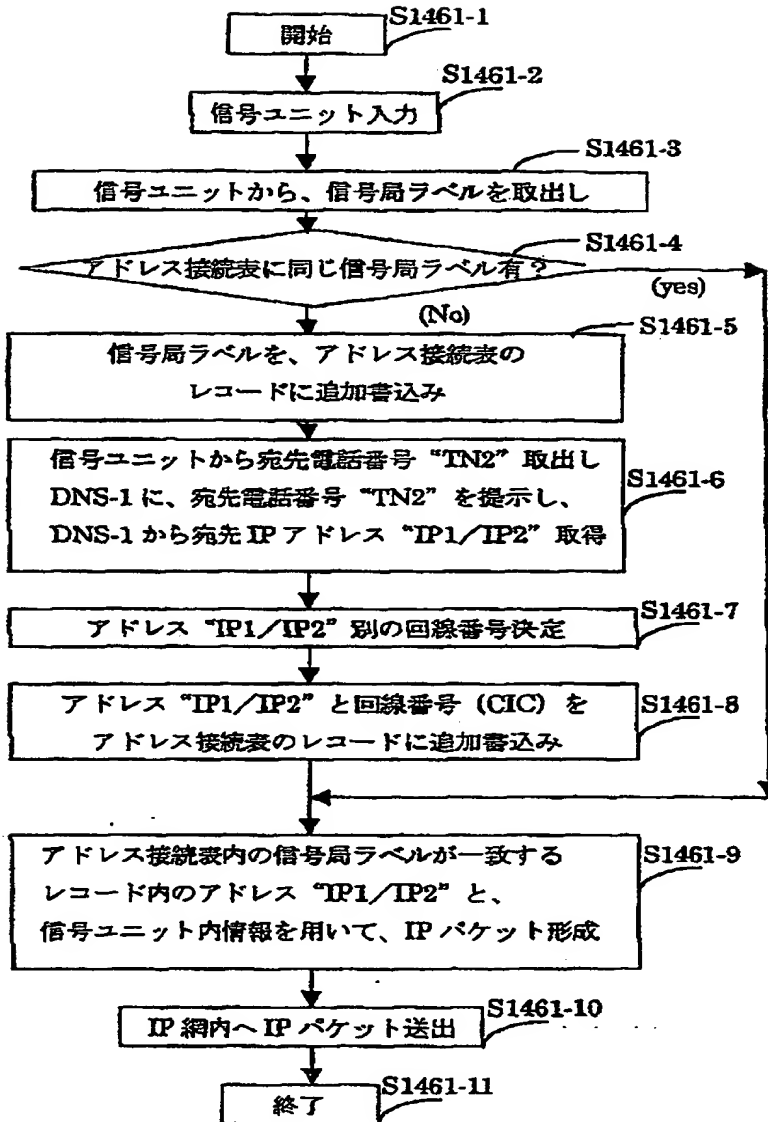 S1461-1
開始
S1461-2
信号ユニット入力
S1461-3
信号ユニットから、信号局ラベルを取出し
S1461-4
アドレス接続表に同じ信号局ラベル有?
(yes)
(No)
S1461-5
信号局ラベルを、アドレス接続表の
レコードに追加書込み
信号ユニットから宛先電話番号“TN2”取出し
S1461-6
DNS-1に、宛先電話番号“TN2”を提示し、
DNS-1から宛先IPアドレス“IP1/IP2”取得
S1461-7
アドレス“IP1/IP2”別の回線番号決定
アドレス“IP1/IP2”と回線番号(CIC)を
S1461-8
アドレス接続表のレコードに追加書込み
アドレス接続表内の信号局ラベルが一致する
S1461-9
レコード内のアドレス“IP1/IP2”と、
信号ユニット内情報を用いて、IPパケット形成
S1461-10
IP網内へIPパケット送出
S1461-11
終了